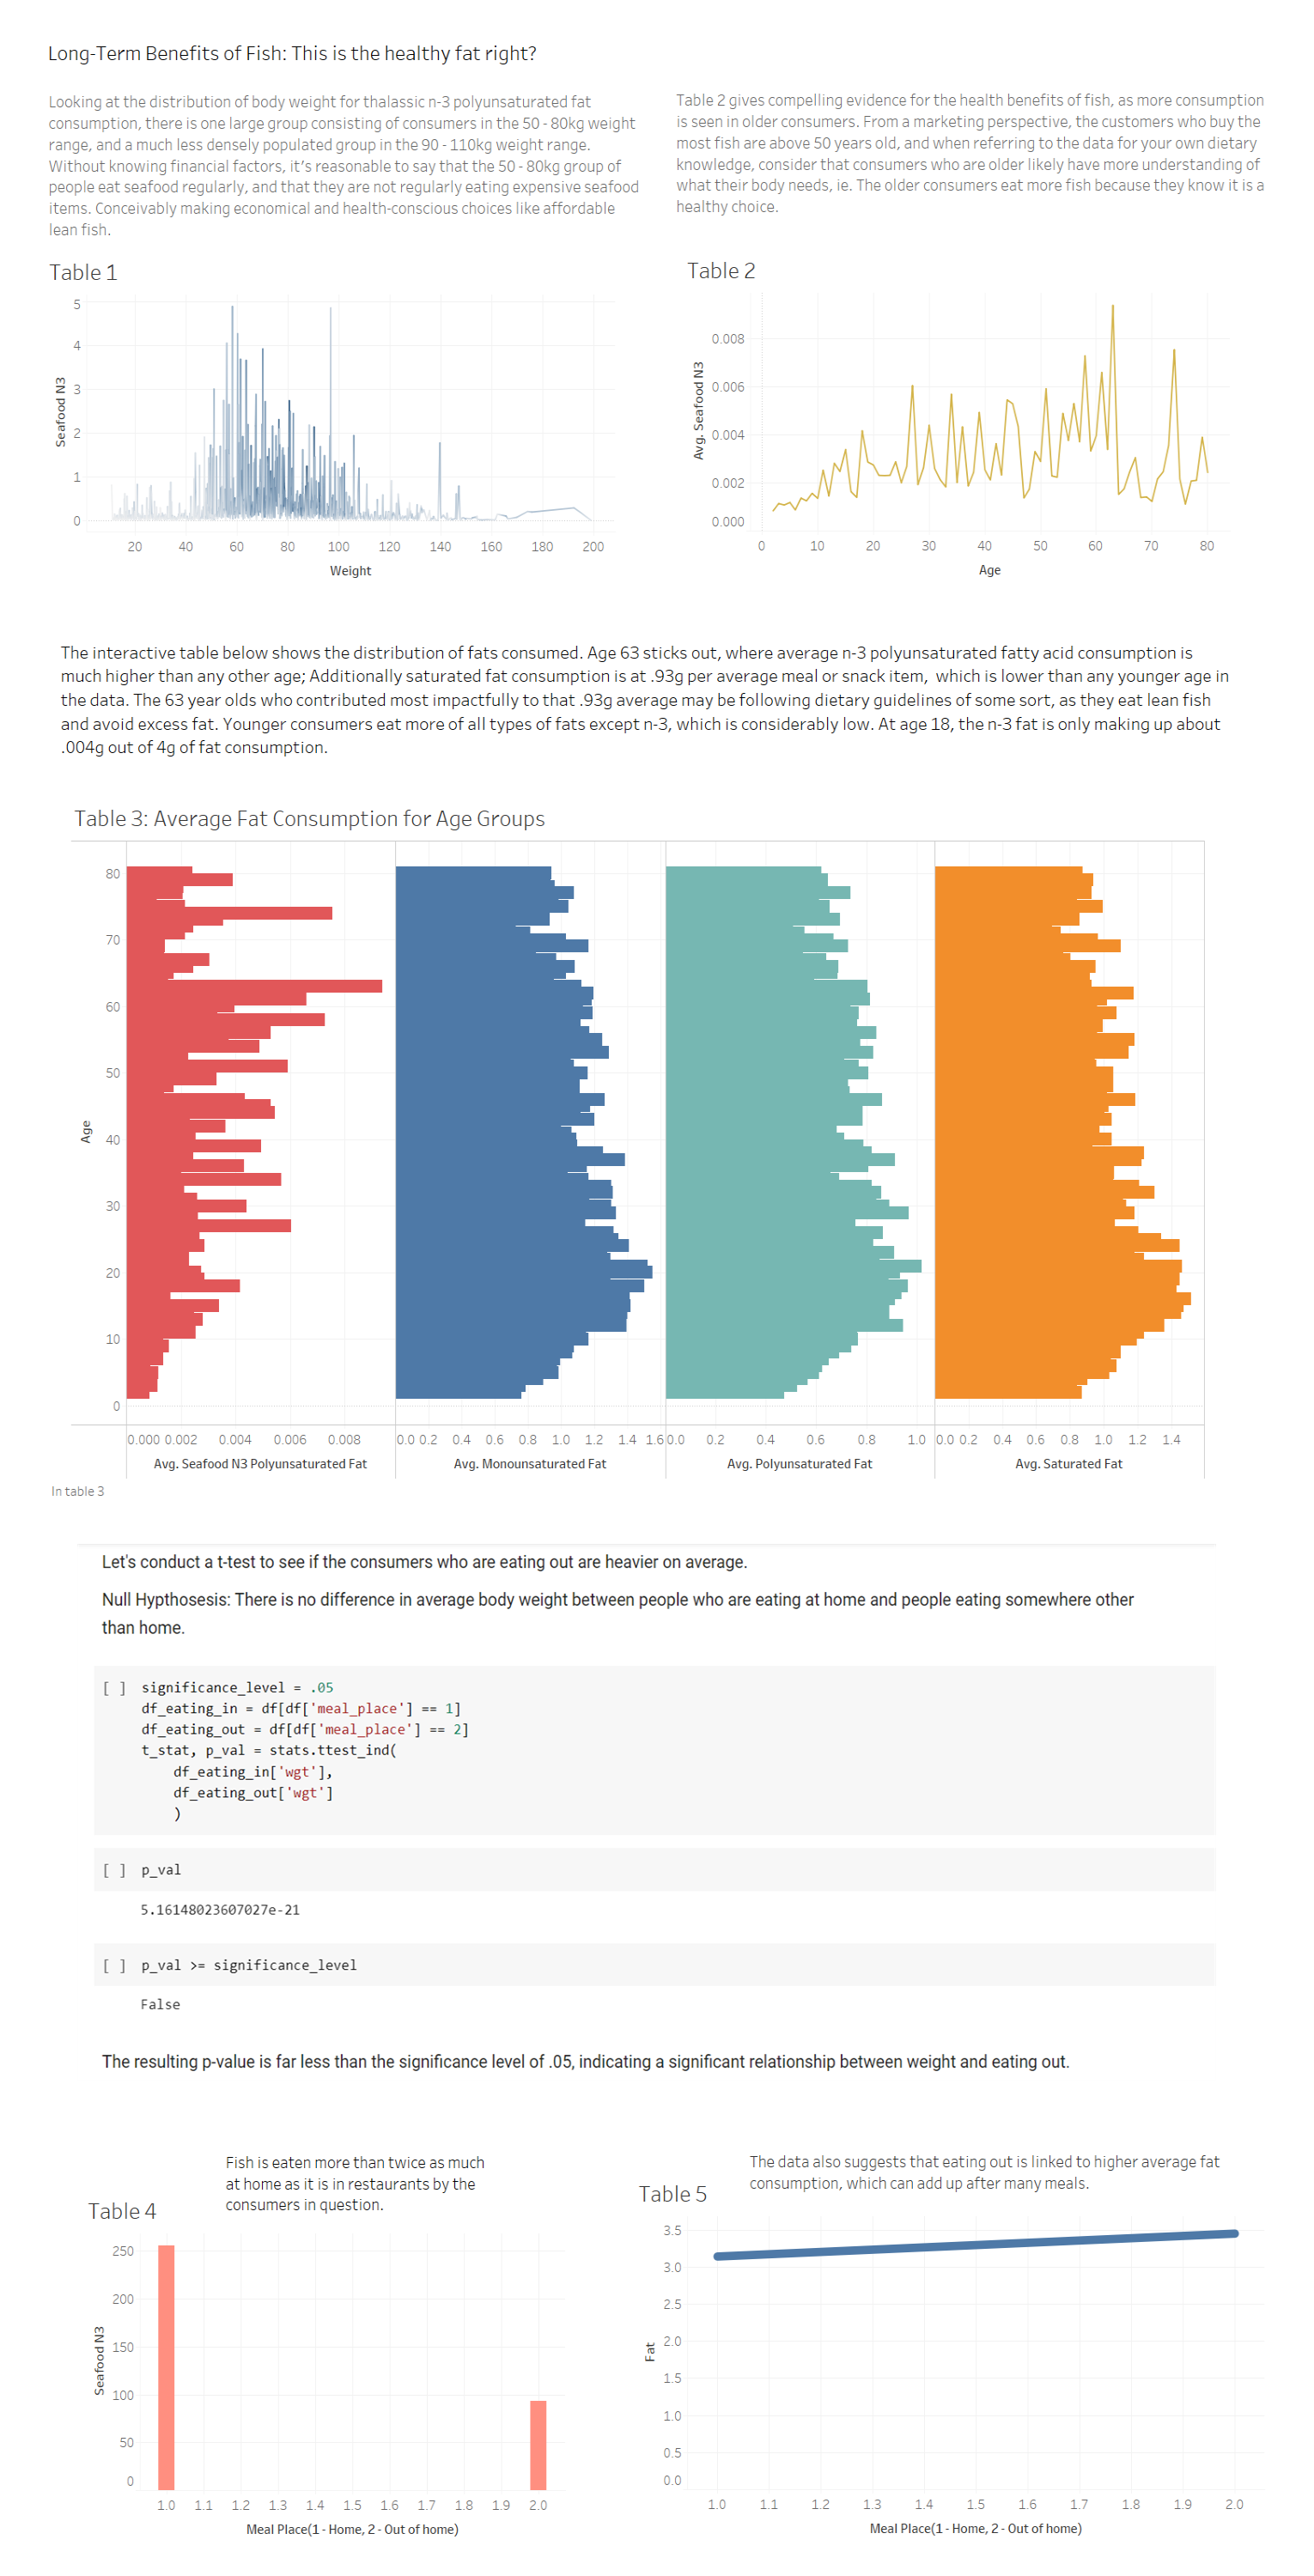 Long-Term Benefits of Fish: This is the healthy fat right?
Looking at the distribution of body weight for thalassic n-3 polyunsaturated fat
consumption, there is one large group consisting of consumers in the 50 - 80kg weight
range, and a much less densely populated group in the 90 - 110kg weight range.
Without knowing financial factors, it's reasonable to say that the 50 - 80kg group of
people eat seafood regularly, and that they are not regularly eating expensive seafood
items. Conceivably making economical and health-conscious choices like affordable
lean fish.
Table 2 gives compelling evidence for the health benefits of fish, as more consumption
is seen in older consumers. From a marketing perspective, the customers who buy the
most fish are above 50 years old, and when referring to the data for your own dietary
knowledge, consider that consumers who are older likely have more understanding of
what their body needs, ie. The older consumers eat more fish because they know it is a
healthy choice.
Table 1
5
4
3
2
1
0
Seafood N3
20 40 60 80 100 120 140 160 180 200
Weight
Table 2
0.008
0.006
0.004
0.002
0.000
Avg. Seafood N3
0 10 20 30 40 50 60 70 80
Age
The interactive table below shows the distribution of fats consumed. Age 63 sticks out, where average n-3 polyunsaturated fatty acid consumption is
much higher than any other age; Additionally saturated fat consumption is at .93g per average meal or snack item, which is lower than any younger age in
the data. The 63 year olds who contributed most impactfully to that .93g average may be following dietary guidelines of some sort, as they eat lean fish
and avoid excess fat. Younger consumers eat more of all types of fats except n-3, which is considerably low. At age 18, the n-3 fat is only making up about
.004g out of 4g of fat consumption.
Table 3: Average Fat Consumption for Age Groups
80
70
60
50
40
30
20
10
0
Age
0.000 0.002 0.004 0.006 0.008
Avg. Seafood N3 Polyunsaturated Fat
0.0 0.2 0.4 0.6 0.8 1.0 1.2 1.4 1.6
Avg. Monounsaturated Fat
0.0 0.2 0.4 0.6 0.8 1.0
Avg. Polyunsaturated Fat
0.0 0.2 0.4 0.6 0.8 1.0 1.2 1.4
Avg. Saturated Fat
In table 3
Let's conduct a t-test to see if the consumers who are eating out are heavier on average.
Null Hypthosesis: There is no difference in average body weight between people who are eating at home and people eating somewhere other
than home.
[ ] significance_level = .05
df_eating_in = df[df['meal_place'] == 1]
df_eating_out = df[df['meal_place'] == 2]
t_stat, p_val = stats.ttest_ind(
df_eating_in['wgt'],
df_eating_out['wgt']
)
[ ] p_val
5.16148023607027e-21
[ ] p_val >= significance_level
False
The resulting p-value is far less than the significance level of .05, indicating a significant relationship between weight and eating out.
Fish is eaten more than twice as much
at home as it is in restaurants by the
consumers in question.
Table 4
250
200
150
100
50
0
Seafood N3
1.0 1.1 1.2 1.3 1.4 1.5 1.6 1.7 1.8 1.9 2.0
Meal Place(1 - Home, 2 - Out of home)
The data also suggests that eating out is linked to higher average fat
consumption, which can add up after many meals.
Table 5
3.5
3.0
2.5
2.0
1.5
1.0
0.5
0.0
Fat
1.0 1.1 1.2 1.3 1.4 1.5 1.6 1.7 1.8 1.9 2.0
Meal Place(1 - Home, 2 - Out of home)